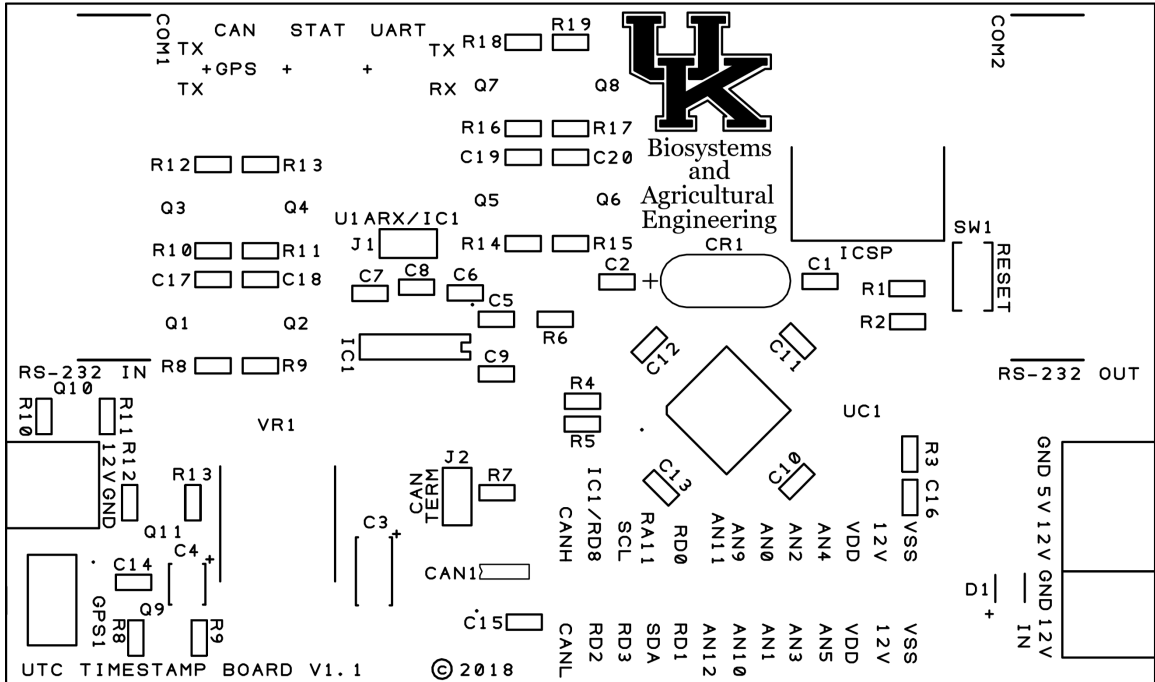 COM1
TX CAN STAT UART TX
TX +GPS + + RX
R18 R19
Q7 Q8
UK
COM2
R16 R17
C19 C20
Biosystems
and
Agricultural
Engineering
R12 R13
Q3 Q4
Q5 Q6
U1ARX/IC1
J1
R14 R15
CR1
SW1
ICSP
RESET
R10 R11
C17 C18
C7 C8 C6
C2 +
C1
R1
R2
Q1 Q2
C5
R6
IC1
C9
C12 C11
R8 R9
RS-232 IN
RS-232 OUT
Q10
R10 R11
VR1
R4
R5
UC1
12V
GND
R12 R13
Q11
J2
CAN
TERM
R7
C13 C10
R3
C16
GND 5V 12V
C3 +
C4 +
C14
CANH IC1/RD8 SCL RA11 RD0 AN11 AN9 AN0 AN2 AN4 VDD 12V VSS
CAN1
D1
+
GND 12V
IN
GPS1
Q9
R8 R9
C15
CANL RD2 RD3 SDA RD1 AN12 AN10 AN1 AN3 AN5 VDD 12V VSS
UTC TIMESTAMP BOARD V1.1 © 2018